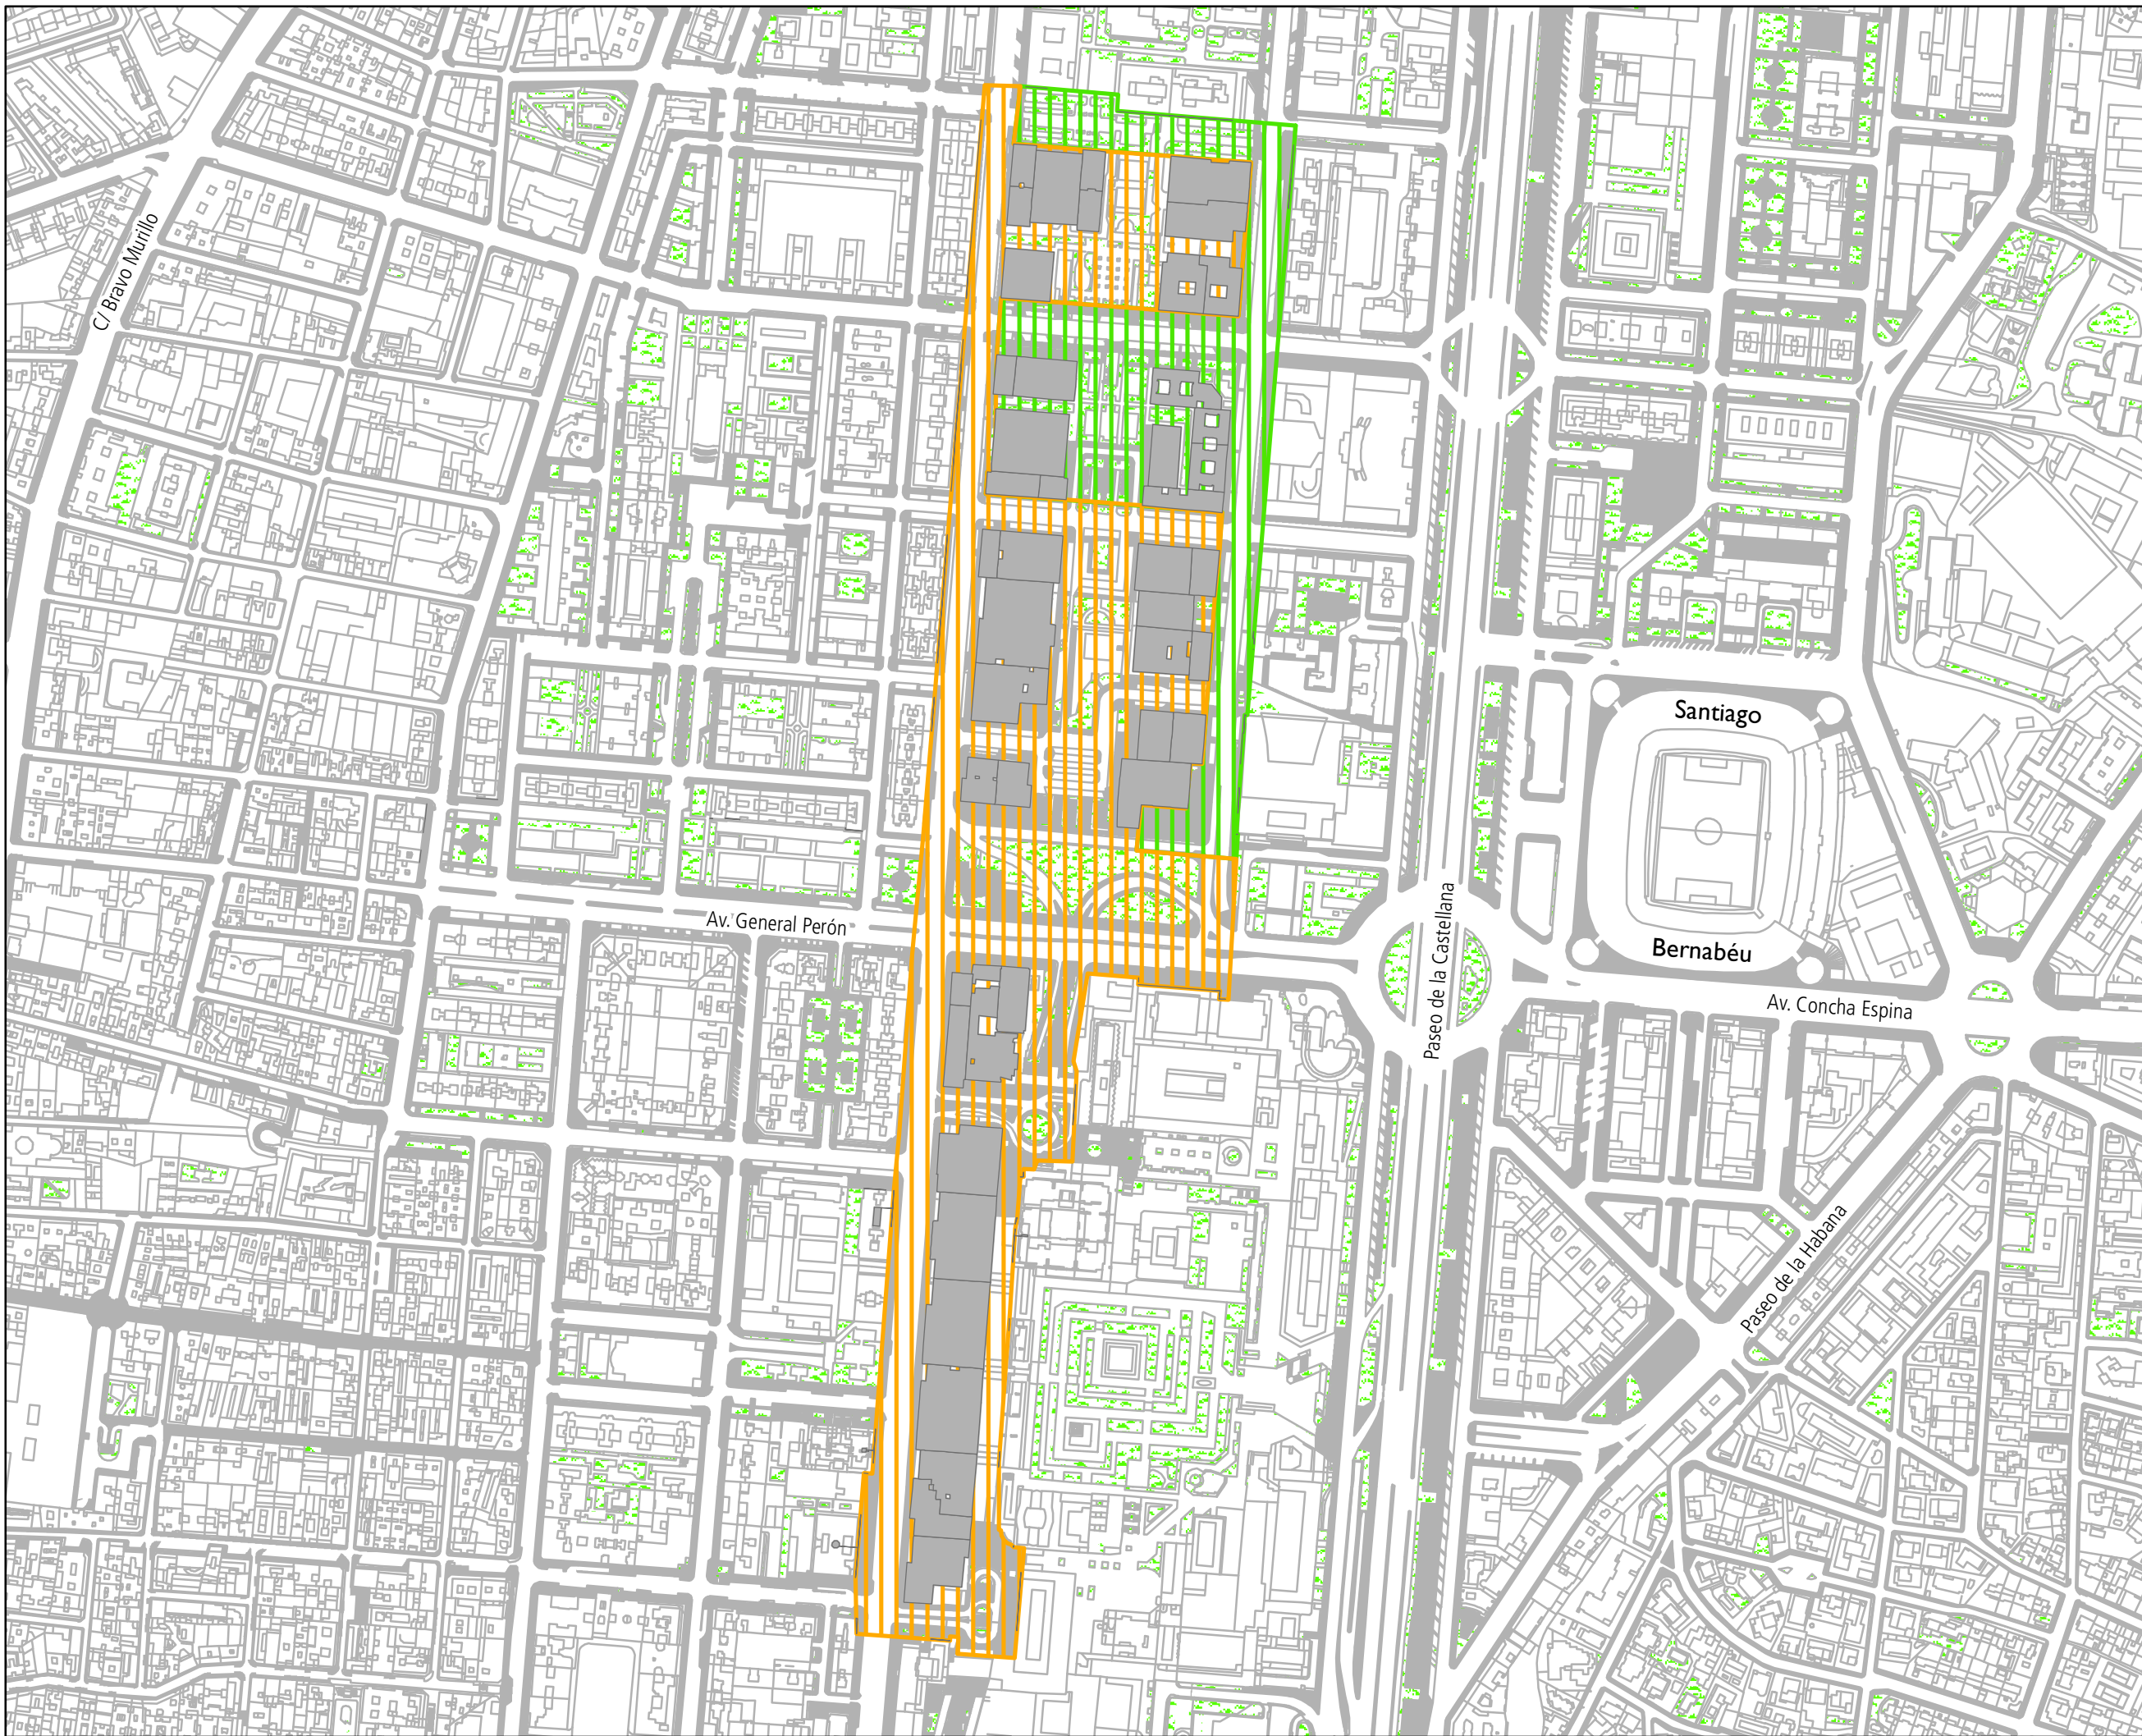 C/ Bravo Murillo
Santiago
Bernabéu
Av. General Perón
Paseo de la Castellana
Av. Concha Espina
Paseo de la Habana